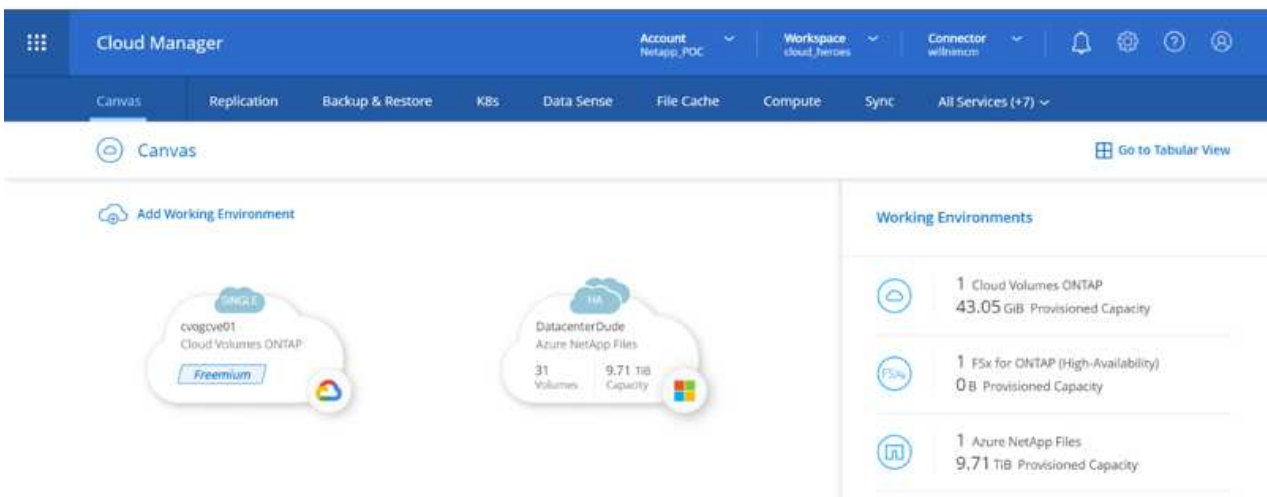 Cloud Manager
Account
Netapp_POC
Workspace
cloud_heroes
Connector
willnimcm
Canvas Replication Backup & Restore K8s Data Sense File Cache Compute Sync All Services (+7)
Canvas
Go to Tabular View
Add Working Environment
SINGLE
cvogcve01
Cloud Volumes ONTAP
Freemium
HA
DatacenterDude
Azure NetApp Files
31 9.71 TiB
Volumes Capacity
Working Environments
1 Cloud Volumes ONTAP
43.05 GiB Provisioned Capacity
FSx
1 FSx for ONTAP (High-Availability)
0 B Provisioned Capacity
1 Azure NetApp Files
9.71 TiB Provisioned Capacity